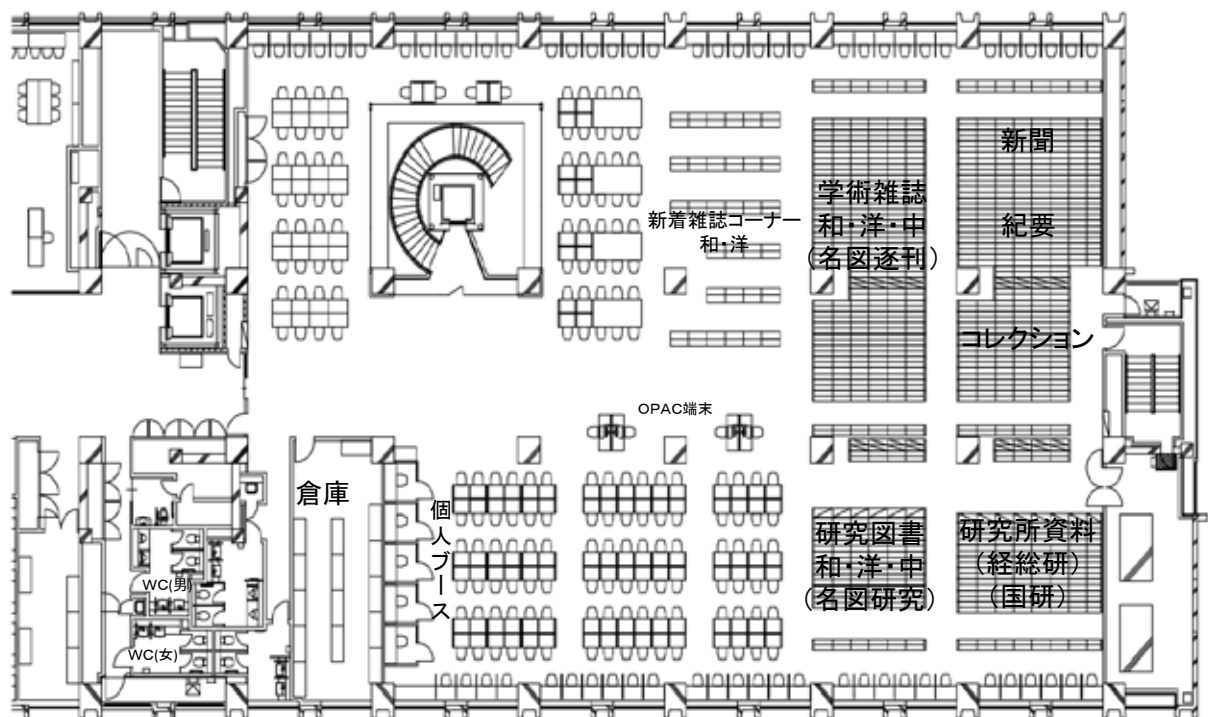 新聞
学術雑誌
和・洋・中
(名図逐刊)
紀要
新着雑誌コーナー
和・洋
コレクション
OPAC端末
倉庫
個人ブース
研究図書
和・洋・中
(名図研究)
研究所資料
(経総研)
(国研)
WC(男)
WC(女)